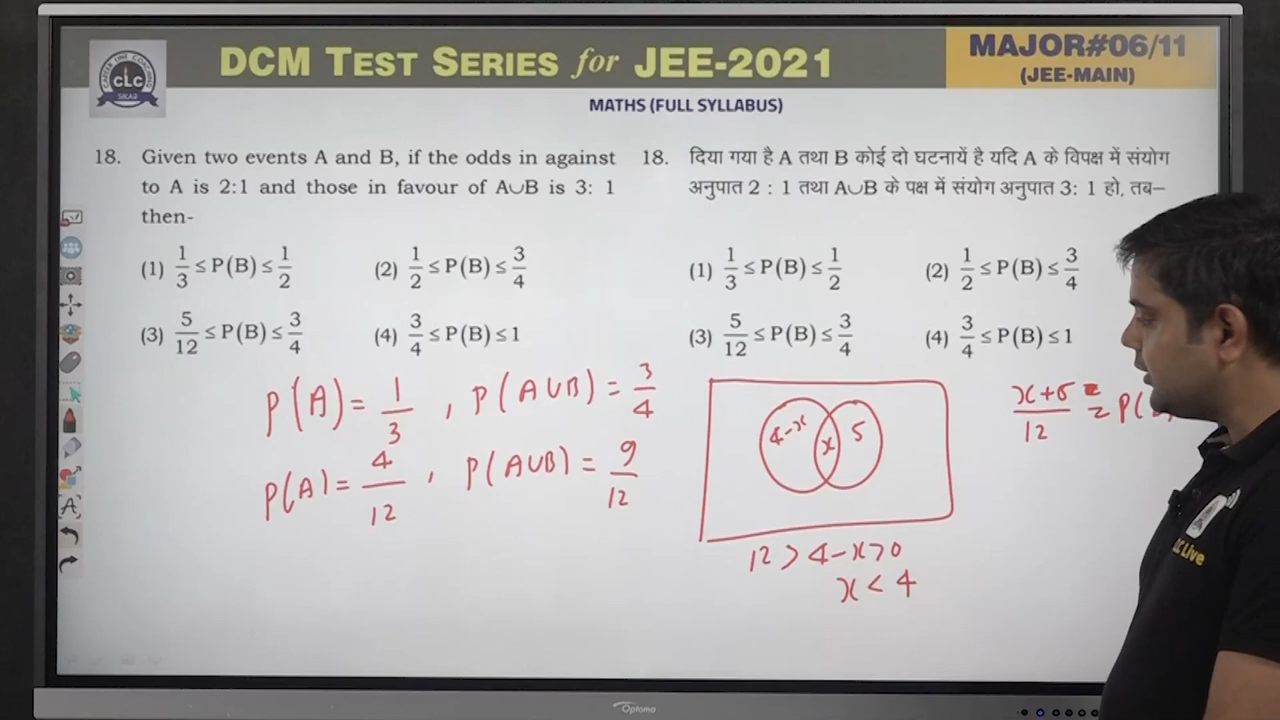 CLC
SIKAR
DCM TEST SERIES for JEE-2021
MAJOR#06/11
(JEE-MAIN)
MATHS (FULL SYLLABUS)
18. Given two events A and B, if the odds in against
to A is 2:1 and those in favour of A∪B is 3: 1
then-
(1) 1/3 ≤ P(B) ≤ 1/2 (2) 1/2 ≤ P(B) ≤ 3/4
(3) 5/12 ≤ P(B) ≤ 3/4 (4) 3/4 ≤ P(B) ≤ 1
18. दिया गया है A तथा B कोई दो घटनायें है यदि A के विपक्ष में संयोग
अनुपात 2 : 1 तथा A∪B के पक्ष में संयोग अनुपात 3: 1 हो, तब–
(1) 1/3 ≤ P(B) ≤ 1/2 (2) 1/2 ≤ P(B) ≤ 3/4
(3) 5/12 ≤ P(B) ≤ 3/4 (4) 3/4 ≤ P(B) ≤ 1
P(A) = 1/3 , P(A∪B) = 3/4
P(A) = 4/12 , P(A∪B) = 9/12
4-x x 5
12 > 4-x > 0
x < 4
x+5/12 = P(
Live
Optoma